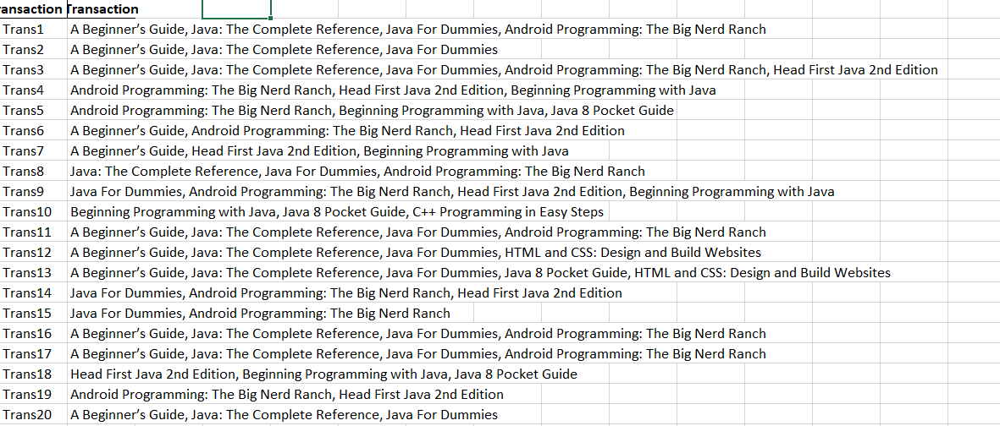 ransaction Transaction
Trans1 A Beginner’s Guide, Java: The Complete Reference, Java For Dummies, Android Programming: The Big Nerd Ranch
Trans2 A Beginner’s Guide, Java: The Complete Reference, Java For Dummies
Trans3 A Beginner’s Guide, Java: The Complete Reference, Java For Dummies, Android Programming: The Big Nerd Ranch, Head First Java 2nd Edition
Trans4 Android Programming: The Big Nerd Ranch, Head First Java 2nd Edition, Beginning Programming with Java
Trans5 Android Programming: The Big Nerd Ranch, Beginning Programming with Java, Java 8 Pocket Guide
Trans6 A Beginner’s Guide, Android Programming: The Big Nerd Ranch, Head First Java 2nd Edition
Trans7 A Beginner’s Guide, Head First Java 2nd Edition, Beginning Programming with Java
Trans8 Java: The Complete Reference, Java For Dummies, Android Programming: The Big Nerd Ranch
Trans9 Java For Dummies, Android Programming: The Big Nerd Ranch, Head First Java 2nd Edition, Beginning Programming with Java
Trans10 Beginning Programming with Java, Java 8 Pocket Guide, C++ Programming in Easy Steps
Trans11 A Beginner’s Guide, Java: The Complete Reference, Java For Dummies, Android Programming: The Big Nerd Ranch
Trans12 A Beginner’s Guide, Java: The Complete Reference, Java For Dummies, HTML and CSS: Design and Build Websites
Trans13 A Beginner’s Guide, Java: The Complete Reference, Java For Dummies, Java 8 Pocket Guide, HTML and CSS: Design and Build Websites
Trans14 Java For Dummies, Android Programming: The Big Nerd Ranch, Head First Java 2nd Edition
Trans15 Java For Dummies, Android Programming: The Big Nerd Ranch
Trans16 A Beginner’s Guide, Java: The Complete Reference, Java For Dummies, Android Programming: The Big Nerd Ranch
Trans17 A Beginner’s Guide, Java: The Complete Reference, Java For Dummies, Android Programming: The Big Nerd Ranch
Trans18 Head First Java 2nd Edition, Beginning Programming with Java, Java 8 Pocket Guide
Trans19 Android Programming: The Big Nerd Ranch, Head First Java 2nd Edition
Trans20 A Beginner’s Guide, Java: The Complete Reference, Java For Dummies